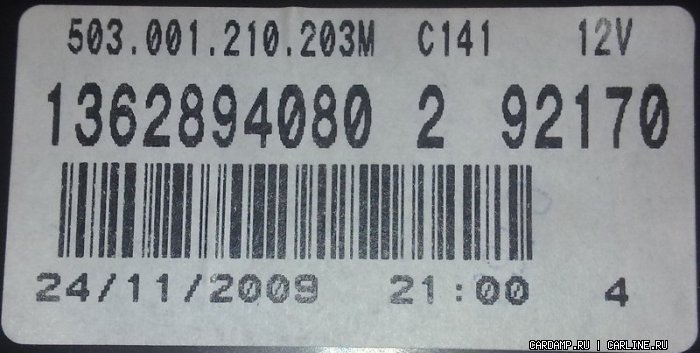 503.001.210.203M C141 12V
1362894080 2 92170
24/11/2009 21:00 4
CARDAMP.RU | CARLINE.RU